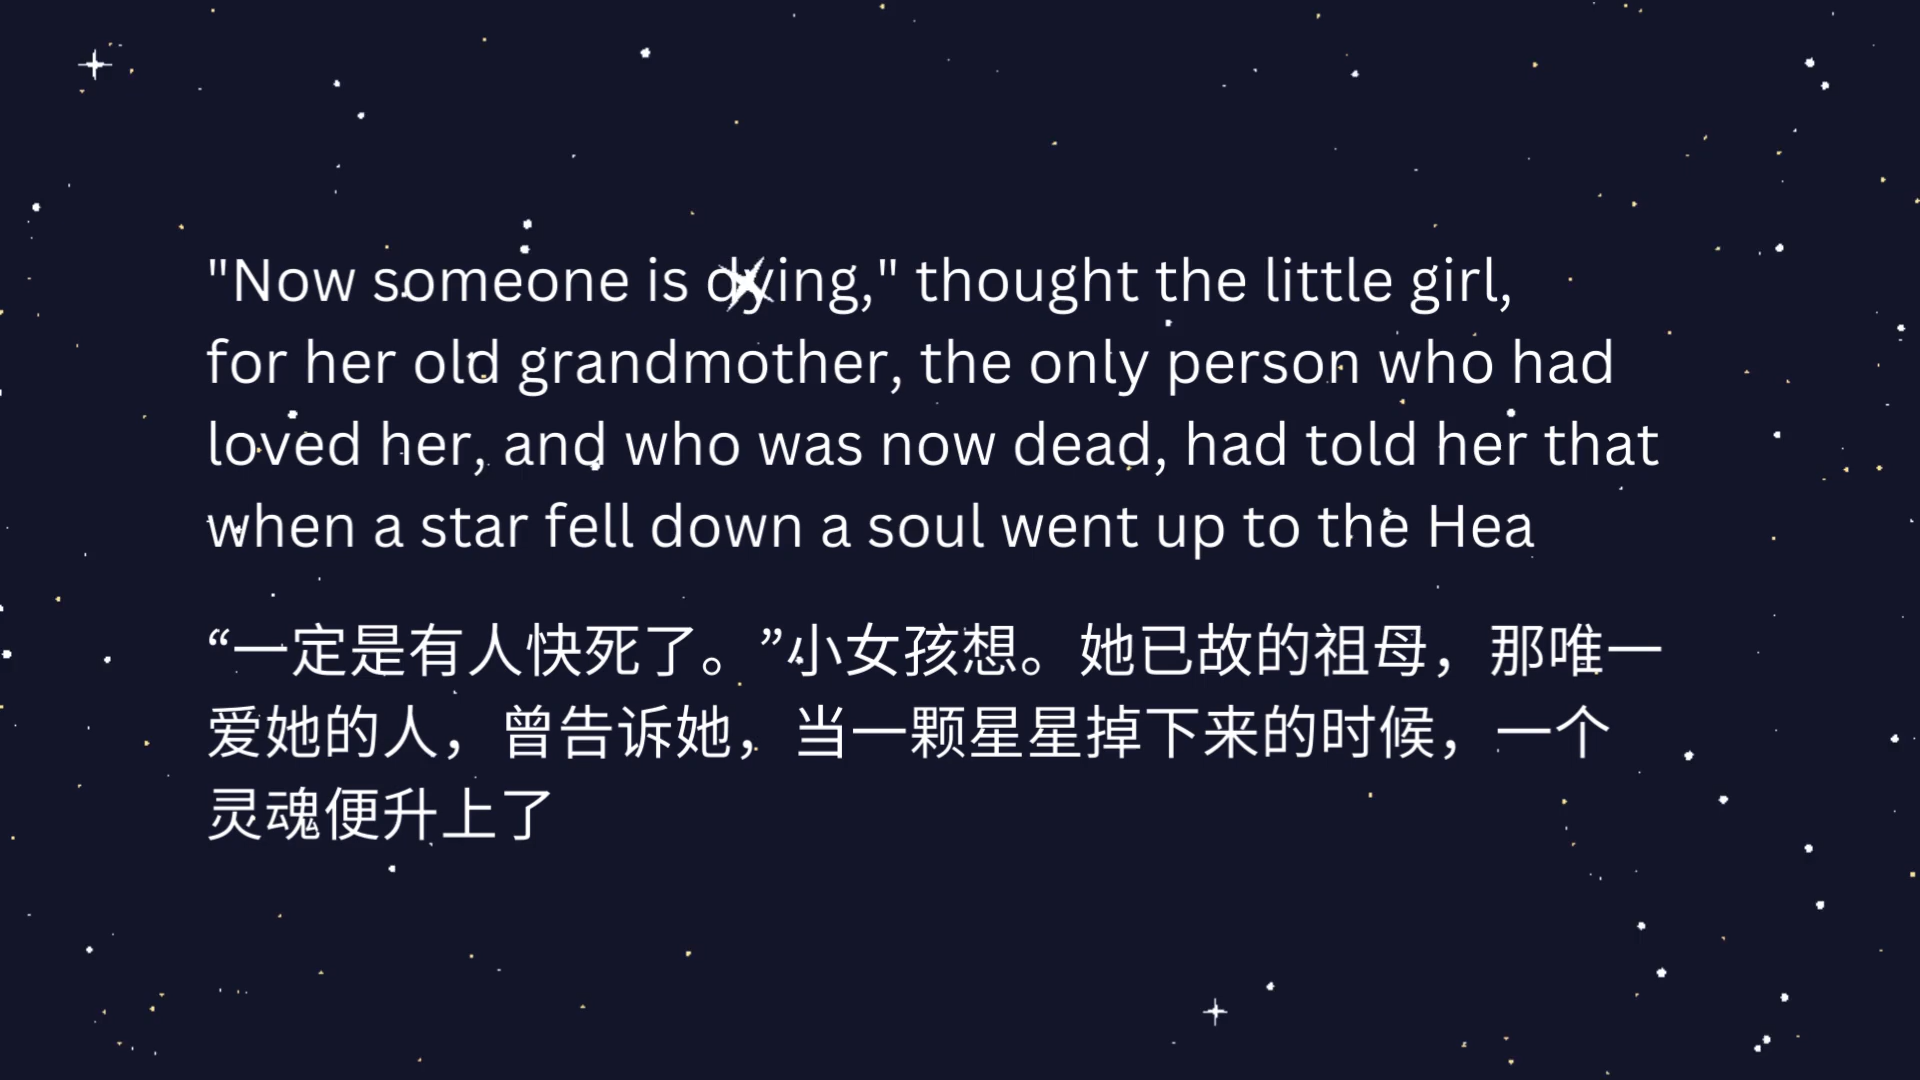 "Now someone is dying," thought the little girl,
for her old grandmother, the only person who had
loved her, and who was now dead, had told her that
when a star fell down a soul went up to the Hea
“一定是有人快死了。”小女孩想。她已故的祖母，那唯一
爱她的人，曾告诉她，当一颗星星掉下来的时候，一个
灵魂便升上了